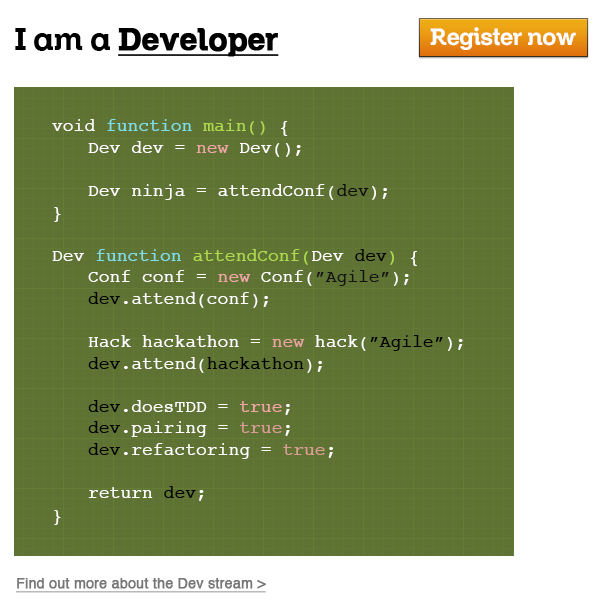 I am a Developer
Register now
void function main() {
Dev dev = new Dev();
Dev ninja = attendConf(dev);
}
Dev function attendConf(Dev dev) {
Conf conf = new Conf("Agile");
dev.attend(conf);
Hack hackathon = new hack("Agile");
dev.attend(hackathon);
dev.doesTDD = true;
dev.pairing = true;
dev.refactoring = true;
return dev;
}
Find out more about the Dev stream >